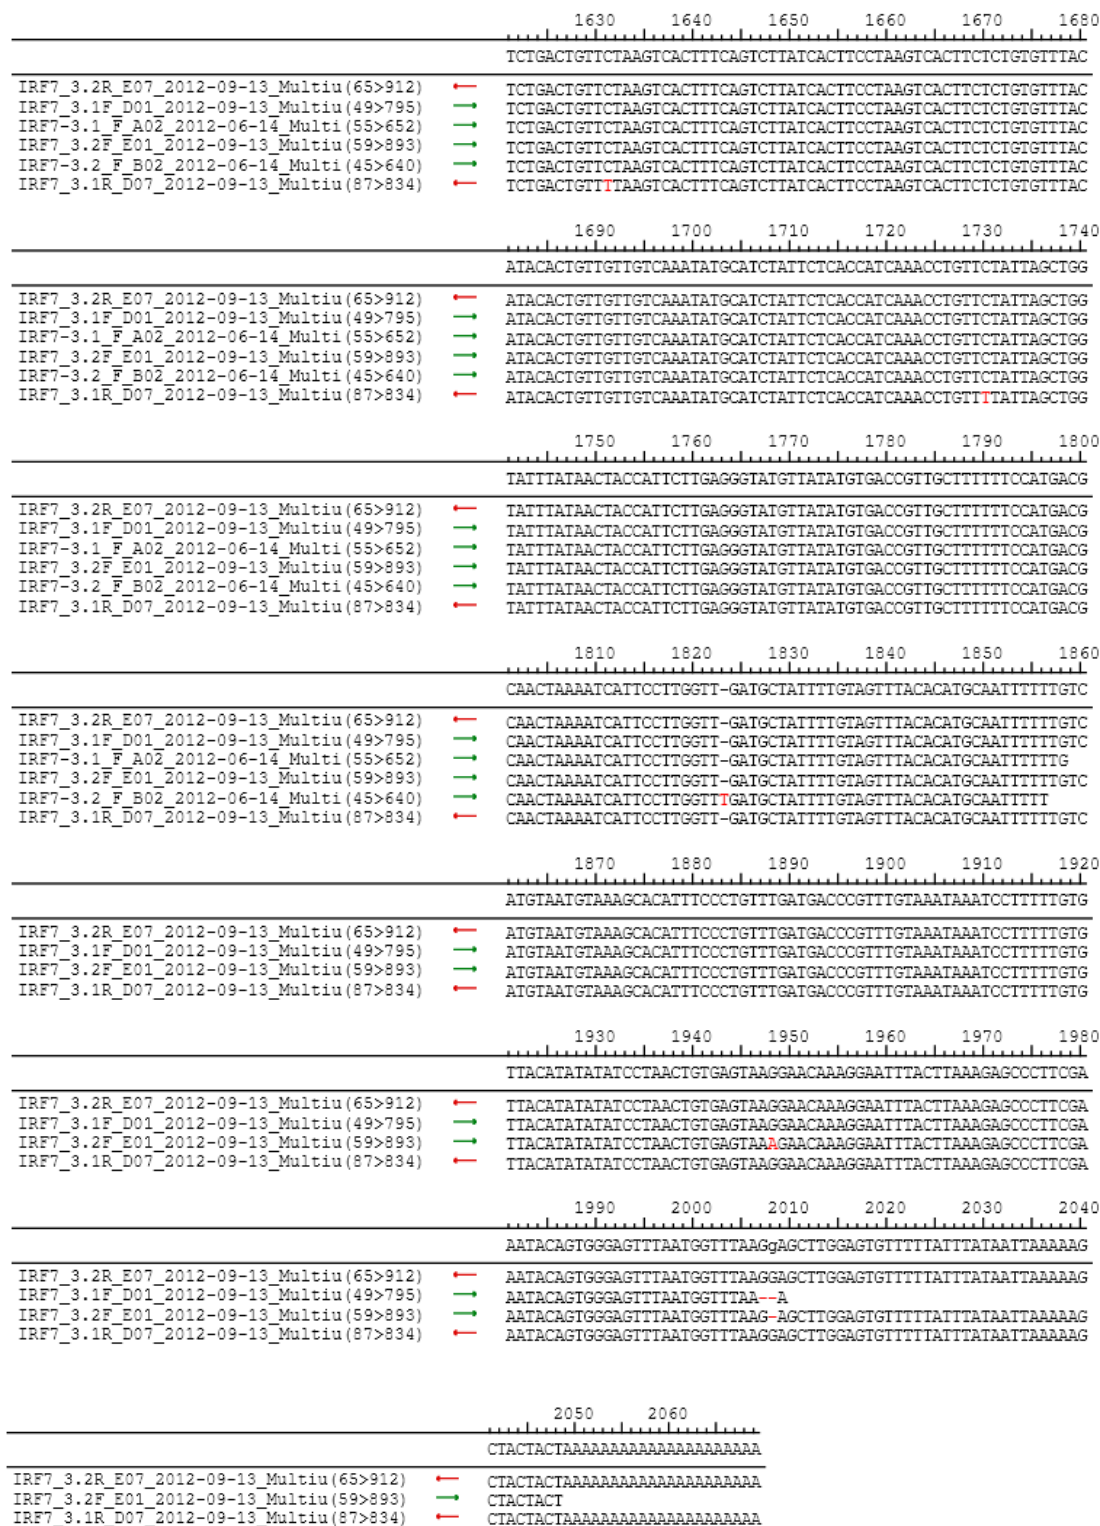 1630 1640 1650 1660 1670 1680
TCTGACTGTTCTAAGTCACTTTCAGTCTTATCACTTCCTAAGTCACTTCTCTGTGTTTAC
IRF7_3.2R_E07_2012-09-13_Multiu(65>912) ← TCTGACTGTTCTAAGTCACTTTCAGTCTTATCACTTCCTAAGTCACTTCTCTGTGTTTAC
IRF7_3.1F_D01_2012-09-13_Multiu(49>795) → TCTGACTGTTCTAAGTCACTTTCAGTCTTATCACTTCCTAAGTCACTTCTCTGTGTTTAC
IRF7-3.1_F_A02_2012-06-14_Multi(55>652) → TCTGACTGTTCTAAGTCACTTTCAGTCTTATCACTTCCTAAGTCACTTCTCTGTGTTTAC
IRF7_3.2F_E01_2012-09-13_Multiu(59>893) → TCTGACTGTTCTAAGTCACTTTCAGTCTTATCACTTCCTAAGTCACTTCTCTGTGTTTAC
IRF7-3.2_F_B02_2012-06-14_Multi(45>640) → TCTGACTGTTCTAAGTCACTTTCAGTCTTATCACTTCCTAAGTCACTTCTCTGTGTTTAC
IRF7_3.1R_D07_2012-09-13_Multiu(87>834) ← TCTGACTGTTTTAAGTCACTTTCAGTCTTATCACTTCCTAAGTCACTTCTCTGTGTTTAC
1690 1700 1710 1720 1730 1740
ATACACTGTTGTTGTCAAATATGCATCTATTCTCACCATCAAACCTGTTCTATTAGCTGG
IRF7_3.2R_E07_2012-09-13_Multiu(65>912) ← ATACACTGTTGTTGTCAAATATGCATCTATTCTCACCATCAAACCTGTTCTATTAGCTGG
IRF7_3.1F_D01_2012-09-13_Multiu(49>795) → ATACACTGTTGTTGTCAAATATGCATCTATTCTCACCATCAAACCTGTTCTATTAGCTGG
IRF7-3.1_F_A02_2012-06-14_Multi(55>652) → ATACACTGTTGTTGTCAAATATGCATCTATTCTCACCATCAAACCTGTTCTATTAGCTGG
IRF7_3.2F_E01_2012-09-13_Multiu(59>893) → ATACACTGTTGTTGTCAAATATGCATCTATTCTCACCATCAAACCTGTTCTATTAGCTGG
IRF7-3.2_F_B02_2012-06-14_Multi(45>640) → ATACACTGTTGTTGTCAAATATGCATCTATTCTCACCATCAAACCTGTTCTATTAGCTGG
IRF7_3.1R_D07_2012-09-13_Multiu(87>834) ← ATACACTGTTGTTGTCAAATATGCATCTATTCTCACCATCAAACCTGTTTTATTAGCTGG
1750 1760 1770 1780 1790 1800
TATTTATAACTACCATTCTTGAGGGTATGTTATATGTGACCGTTGCTTTTTTCCATGACG
IRF7_3.2R_E07_2012-09-13_Multiu(65>912) ← TATTTATAACTACCATTCTTGAGGGTATGTTATATGTGACCGTTGCTTTTTTCCATGACG
IRF7_3.1F_D01_2012-09-13_Multiu(49>795) → TATTTATAACTACCATTCTTGAGGGTATGTTATATGTGACCGTTGCTTTTTTCCATGACG
IRF7-3.1_F_A02_2012-06-14_Multi(55>652) → TATTTATAACTACCATTCTTGAGGGTATGTTATATGTGACCGTTGCTTTTTTCCATGACG
IRF7_3.2F_E01_2012-09-13_Multiu(59>893) → TATTTATAACTACCATTCTTGAGGGTATGTTATATGTGACCGTTGCTTTTTTCCATGACG
IRF7-3.2_F_B02_2012-06-14_Multi(45>640) → TATTTATAACTACCATTCTTGAGGGTATGTTATATGTGACCGTTGCTTTTTTCCATGACG
IRF7_3.1R_D07_2012-09-13_Multiu(87>834) ← TATTTATAACTACCATTCTTGAGGGTATGTTATATGTGACCGTTGCTTTTTTCCATGACG
1810 1820 1830 1840 1850 1860
CAACTAAAATCATTCCTTGGTT-GATGCTATTTTGTAGTTTACACATGCAATTTTTTGTC
IRF7_3.2R_E07_2012-09-13_Multiu(65>912) ← CAACTAAAATCATTCCTTGGTT-GATGCTATTTTGTAGTTTACACATGCAATTTTTTGTC
IRF7_3.1F_D01_2012-09-13_Multiu(49>795) → CAACTAAAATCATTCCTTGGTT-GATGCTATTTTGTAGTTTACACATGCAATTTTTTGTC
IRF7-3.1_F_A02_2012-06-14_Multi(55>652) → CAACTAAAATCATTCCTTGGTT-GATGCTATTTTGTAGTTTACACATGCAATTTTTTG
IRF7_3.2F_E01_2012-09-13_Multiu(59>893) → CAACTAAAATCATTCCTTGGTT-GATGCTATTTTGTAGTTTACACATGCAATTTTTTGTC
IRF7-3.2_F_B02_2012-06-14_Multi(45>640) → CAACTAAAATCATTCCTTGGTTTGATGCTATTTTGTAGTTTACACATGCAATTTTT
IRF7_3.1R_D07_2012-09-13_Multiu(87>834) ← CAACTAAAATCATTCCTTGGTT-GATGCTATTTTGTAGTTTACACATGCAATTTTTTGTC
1870 1880 1890 1900 1910 1920
ATGTAATGTAAAGCACATTTCCCTGTTTGATGACCCGTTTGTAAATAAATCCTTTTTGTG
IRF7_3.2R_E07_2012-09-13_Multiu(65>912) ← ATGTAATGTAAAGCACATTTCCCTGTTTGATGACCCGTTTGTAAATAAATCCTTTTTGTG
IRF7_3.1F_D01_2012-09-13_Multiu(49>795) → ATGTAATGTAAAGCACATTTCCCTGTTTGATGACCCGTTTGTAAATAAATCCTTTTTGTG
IRF7_3.2F_E01_2012-09-13_Multiu(59>893) → ATGTAATGTAAAGCACATTTCCCTGTTTGATGACCCGTTTGTAAATAAATCCTTTTTGTG
IRF7_3.1R_D07_2012-09-13_Multiu(87>834) ← ATGTAATGTAAAGCACATTTCCCTGTTTGATGACCCGTTTGTAAATAAATCCTTTTTGTG
1930 1940 1950 1960 1970 1980
TTACATATATATCCTAACTGTGAGTAAGGAACAAAGGAATTTACTTAAAGAGCCCTTCGA
IRF7_3.2R_E07_2012-09-13_Multiu(65>912) ← TTACATATATATCCTAACTGTGAGTAAGGAACAAAGGAATTTACTTAAAGAGCCCTTCGA
IRF7_3.1F_D01_2012-09-13_Multiu(49>795) → TTACATATATATCCTAACTGTGAGTAAGGAACAAAGGAATTTACTTAAAGAGCCCTTCGA
IRF7_3.2F_E01_2012-09-13_Multiu(59>893) → TTACATATATATCCTAACTGTGAGTAAAGAACAAAGGAATTTACTTAAAGAGCCCTTCGA
IRF7_3.1R_D07_2012-09-13_Multiu(87>834) ← TTACATATATATCCTAACTGTGAGTAAGGAACAAAGGAATTTACTTAAAGAGCCCTTCGA
1990 2000 2010 2020 2030 2040
AATACAGTGGGAGTTTAATGGTTTAAGgAGCTTGGAGTGTTTTTATTTATAATTAAAAAG
IRF7_3.2R_E07_2012-09-13_Multiu(65>912) ← AATACAGTGGGAGTTTAATGGTTTAAGGAGCTTGGAGTGTTTTTATTTATAATTAAAAAG
IRF7_3.1F_D01_2012-09-13_Multiu(49>795) → AATACAGTGGGAGTTTAATGGTTTAA--A
IRF7_3.2F_E01_2012-09-13_Multiu(59>893) → AATACAGTGGGAGTTTAATGGTTTAAG-AGCTTGGAGTGTTTTTATTTATAATTAAAAAG
IRF7_3.1R_D07_2012-09-13_Multiu(87>834) ← AATACAGTGGGAGTTTAATGGTTTAAGGAGCTTGGAGTGTTTTTATTTATAATTAAAAAG
2050 2060
CTACTACTAAAAAAAAAAAAAAAAAAAAA
IRF7_3.2R_E07_2012-09-13_Multiu(65>912) ← CTACTACTAAAAAAAAAAAAAAAAAAAAA
IRF7_3.2F_E01_2012-09-13_Multiu(59>893) → CTACTACT
IRF7_3.1R_D07_2012-09-13_Multiu(87>834) ← CTACTACTAAAAAAAAAAAAAAAAAAAAA